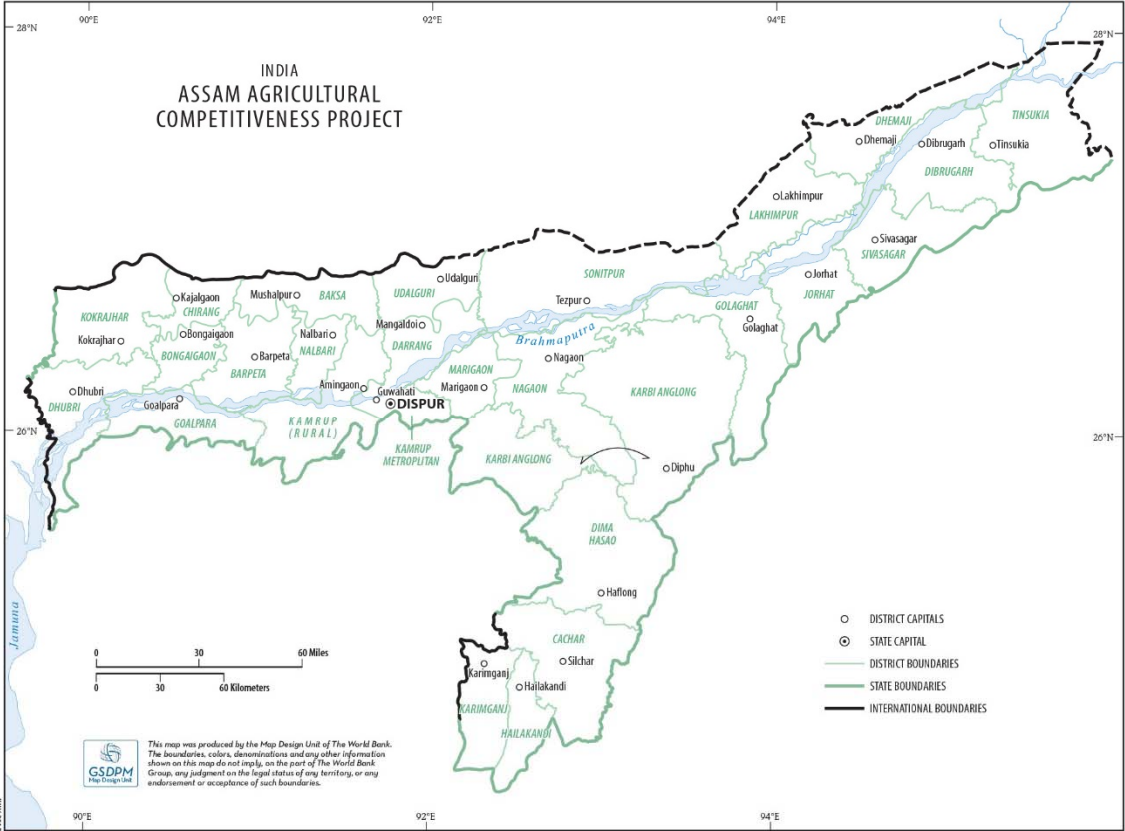 90°E
92°E
94°E
28°N
28°N
INDIA
ASSAM AGRICULTURAL
COMPETITIVENESS PROJECT
TINSUKIA
DHEMAJI
Dhemaji
Dibrugarh
Tinsukia
DIBRUGARH
Lakhimpur
LAKHIMPUR
Sivasagar
SIVASAGAR
Jorhat
JORHAT
SONITPUR
Udalguri
UDALGURI
Kajalgaon
CHIRANG
Mushalpur
BAKSA
Tezpur
GOLAGHAT
Golaghat
KOKRAJHAR
Kokrajhar
Bongaigaon
BONGAIGAON
Nalbari
NALBARI
Mangaldoi
DARRANG
Brahmaputra
Barpeta
BARPETA
Nagaon
NAGAON
MARIGAON
Marigaon
KARBI ANGLONG
Dhubri
DHUBRI
Goalpara
GOALPARA
Amingaon
Guwahati
DISPUR
KAMRUP
(RURAL)
KAMRUP
METROPLITAN
26°N
26°N
KARBI ANGLONG
Diphu
DIMA
HASAO
Haflong
CACHAR
Silchar
Karimganj
Hailakandi
KARIMGANJ
HAILAKANDI
Jamuna
0 30 60 Miles
0 30 60 Kilometers
DISTRICT CAPITALS
STATE CAPITAL
DISTRICT BOUNDARIES
STATE BOUNDARIES
INTERNATIONAL BOUNDARIES
GSDPM
Map Design Unit
This map was produced by the Map Design Unit of The World Bank.
The boundaries, colors, denominations and any other information
shown on this map do not imply, on the part of The World Bank
Group, any judgment on the legal status of any territory, or any
endorsement or acceptance of such boundaries.
90°E
92°E
94°E